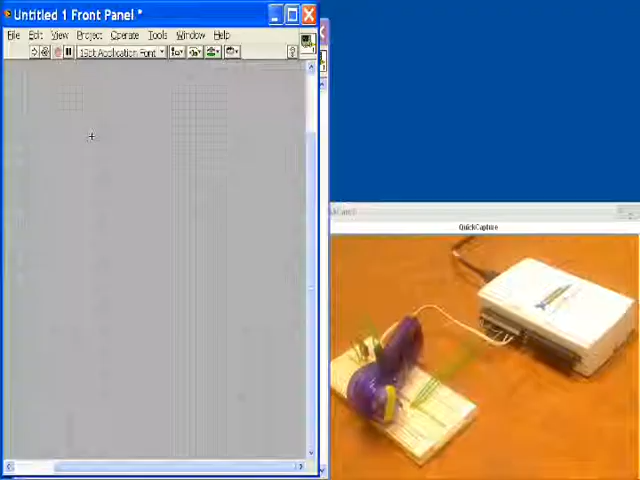 Untitled 1 Front Panel *
File Edit View Project Operate Tools Window Help
13pt Application Font
QuickCapture